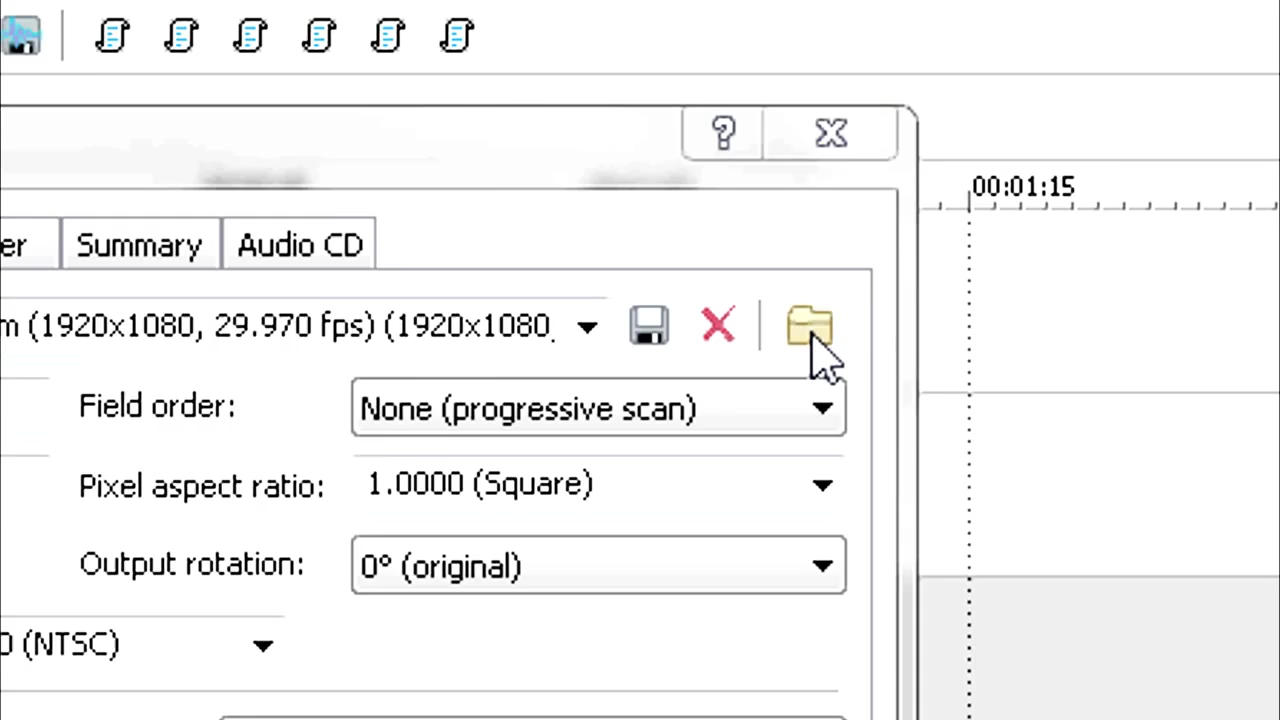 00:01:15
er Summary Audio CD
m (1920x1080, 29.970 fps) (1920x1080,
Field order: None (progressive scan)
Pixel aspect ratio: 1.0000 (Square)
Output rotation: 0° (original)
0 (NTSC)